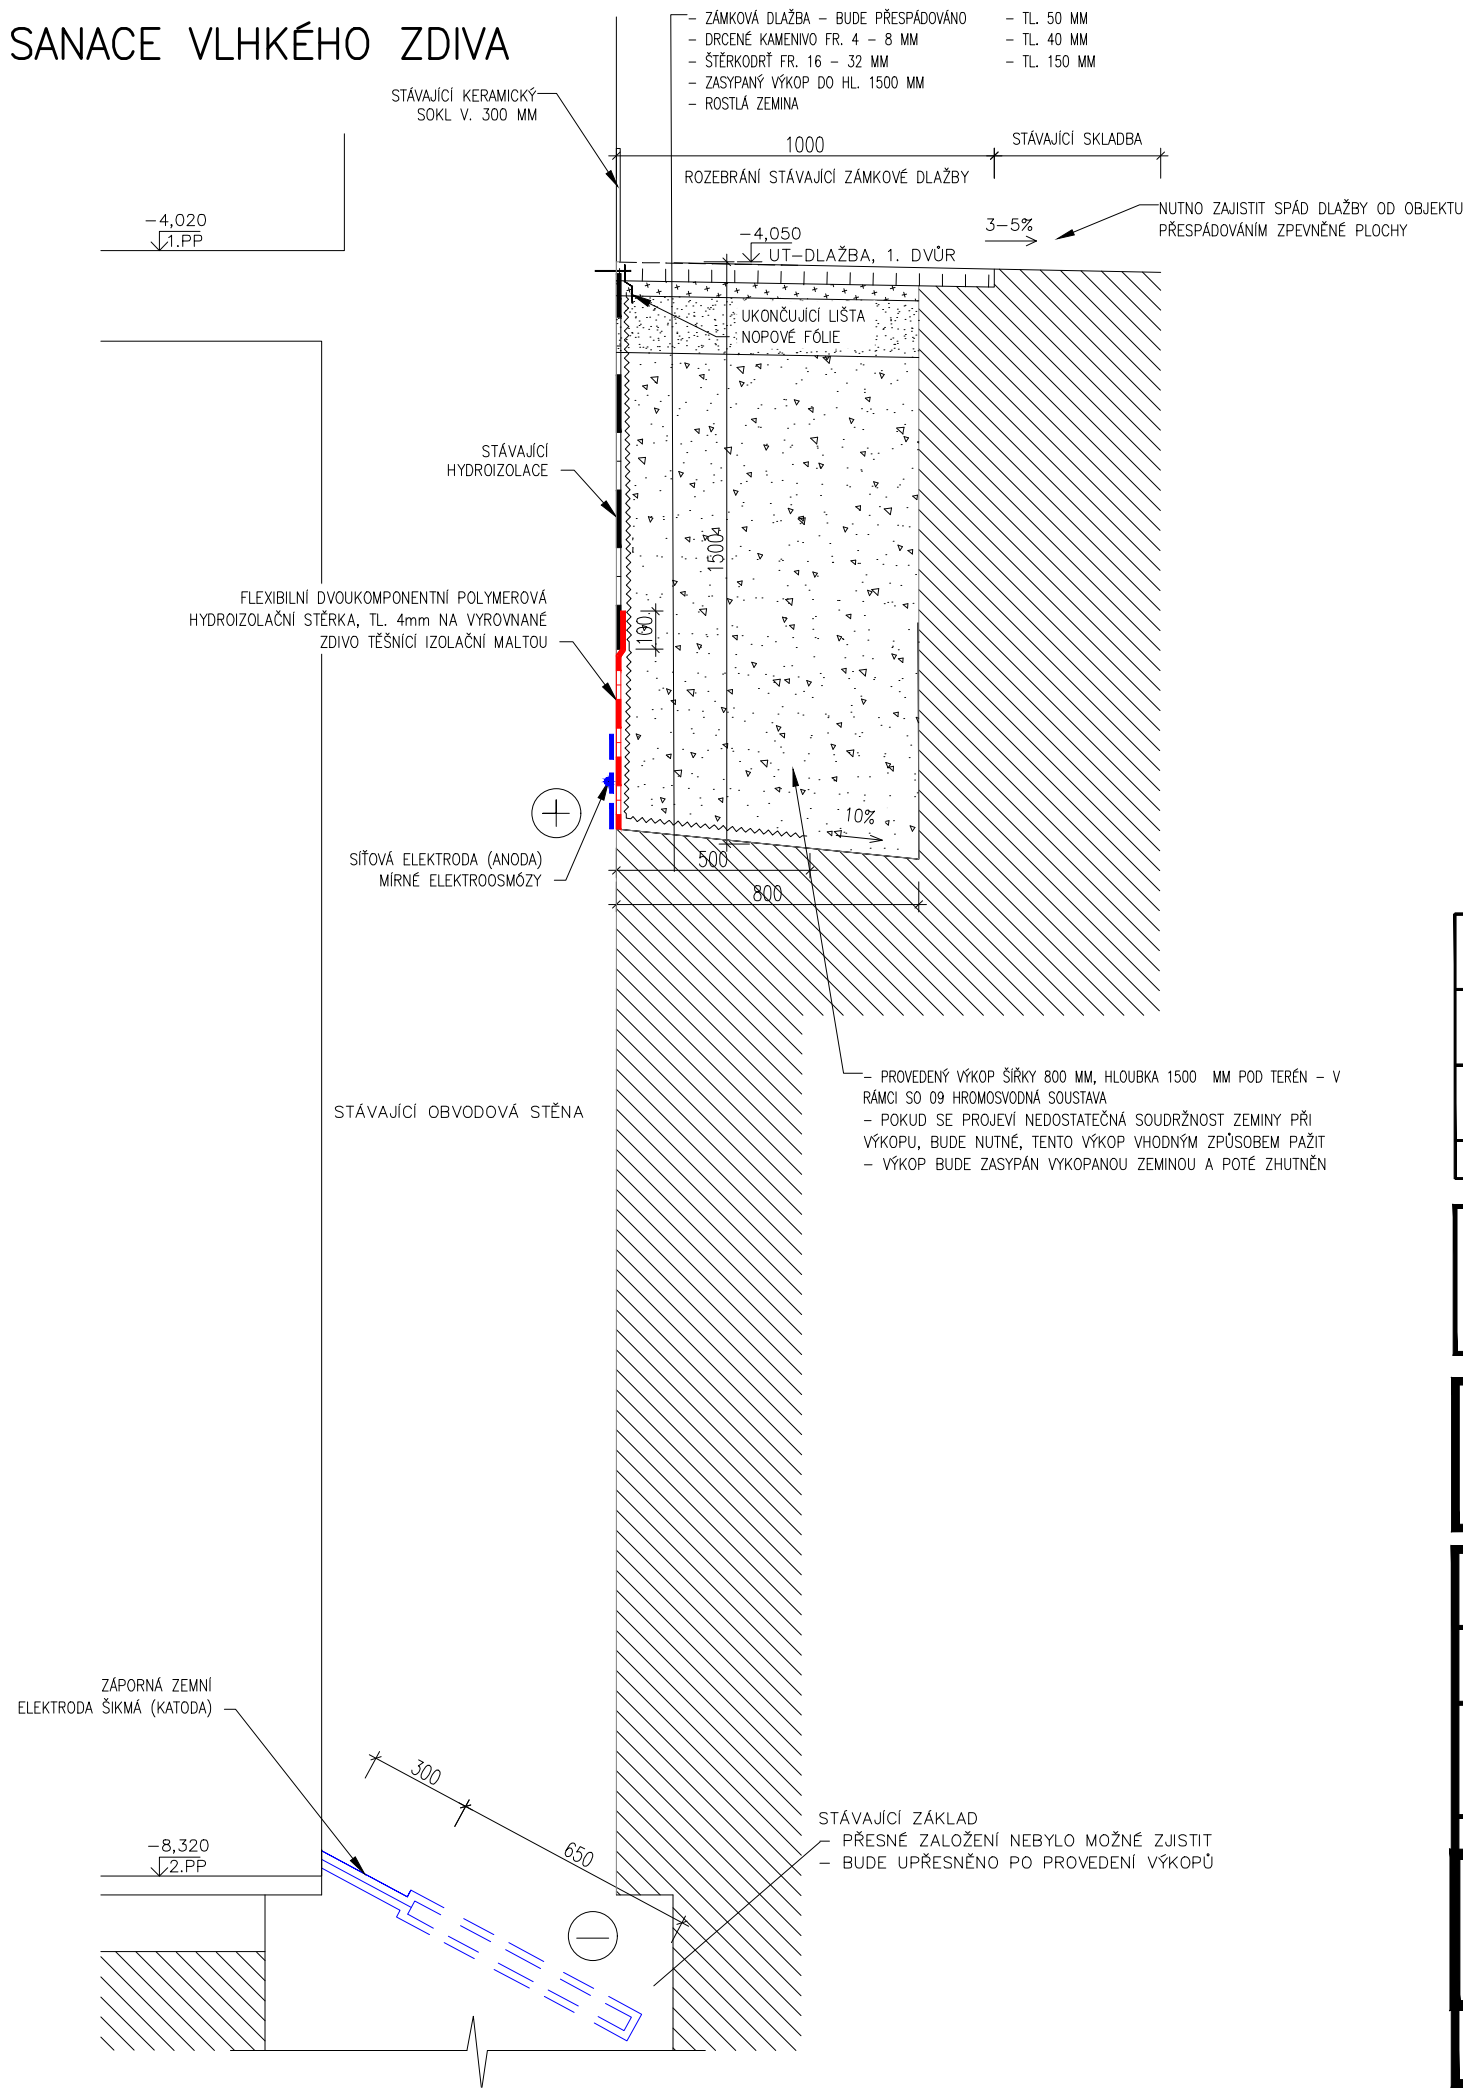 SANACE VLHKÉHO ZDIVA
– ZÁMKOVÁ DLAŽBA – BUDE PŘESPÁDOVÁNO – TL. 50 MM
– DRCENÉ KAMENIVO FR. 4 – 8 MM – TL. 40 MM
– ŠTĚRKODRŤ FR. 16 – 32 MM – TL. 150 MM
– ZASYPANÝ VÝKOP DO HL. 1500 MM
– ROSTLÁ ZEMINA
STÁVAJÍCÍ KERAMICKÝ
SOKL V. 300 MM
1000
STÁVAJÍCÍ SKLADBA
ROZEBRÁNÍ STÁVAJÍCÍ ZÁMKOVÉ DLAŽBY
NUTNO ZAJISTIT SPÁD DLAŽBY OD OBJEKTU
PŘESPÁDOVÁNÍM ZPEVNĚNÉ PLOCHY
–4,020
1.PP
–4,050
3–5%
UT–DLAŽBA, 1. DVŮR
UKONČUJÍCÍ LIŠTA
NOPOVÉ FÓLIE
STÁVAJÍCÍ
HYDROIZOLACE
1500
FLEXIBILNÍ DVOUKOMPONENTNÍ POLYMEROVÁ
HYDROIZOLAČNÍ STĚRKA, TL. 4mm NA VYROVNANÉ
ZDIVO TĚSNÍCÍ IZOLAČNÍ MALTOU
100
10%
SÍŤOVÁ ELEKTRODA (ANODA)
MÍRNÉ ELEKTROOSMÓZY
500
800
– PROVEDENÝ VÝKOP ŠÍŘKY 800 MM, HLOUBKA 1500 MM POD TERÉN – V
RÁMCI SO 09 HROMOSVODNÁ SOUSTAVA
– POKUD SE PROJEVÍ NEDOSTATEČNÁ SOUDRŽNOST ZEMINY PŘI
VÝKOPU, BUDE NUTNÉ, TENTO VÝKOP VHODNÝM ZPŮSOBEM PAŽIT
– VÝKOP BUDE ZASYPÁN VYKOPANOU ZEMINOU A POTÉ ZHUTNĚN
STÁVAJÍCÍ OBVODOVÁ STĚNA
ZÁPORNÁ ZEMNÍ
ELEKTRODA ŠIKMÁ (KATODA)
300
650
–8,320
2.PP
STÁVAJÍCÍ ZÁKLAD
– PŘESNÉ ZALOŽENÍ NEBYLO MOŽNÉ ZJISTIT
– BUDE UPŘESNĚNO PO PROVEDENÍ VÝKOPŮ